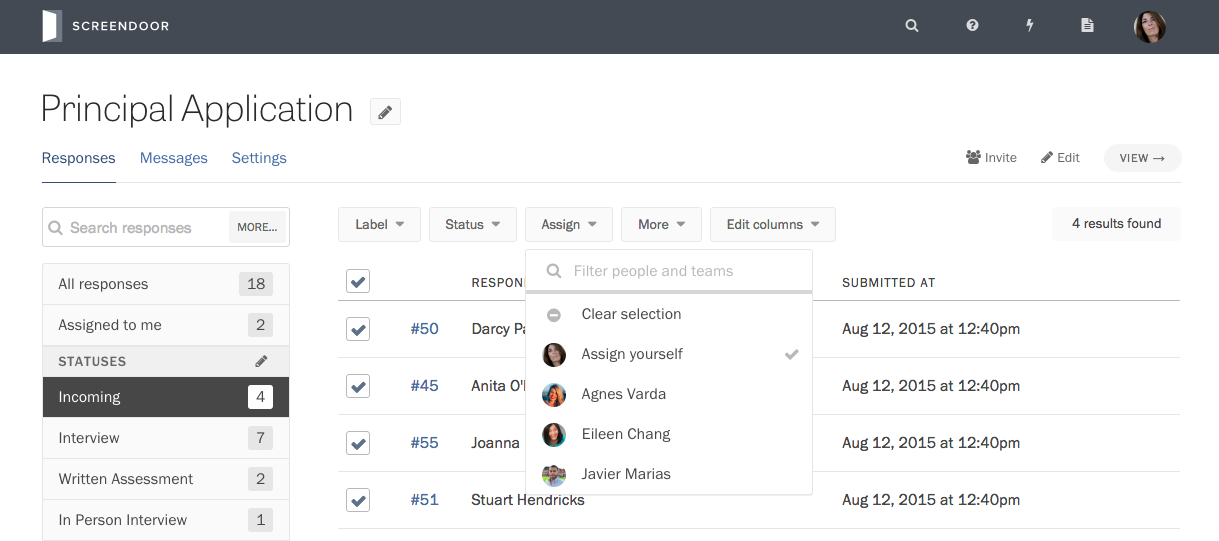 SCREENDOOR
Principal Application
Responses Messages Settings Invite Edit VIEW →
Search responses MORE... Label Status Assign More Edit columns 4 results found
Filter people and teams
All responses 18 SUBMITTED AT
Clear selection
Assigned to me 2 #50 Darcy Aug 12, 2015 at 12:40pm
Assign yourself
STATUSES
Incoming 4 #45 Anita Agnes Varda Aug 12, 2015 at 12:40pm
Interview 7 #55 Joanna Eileen Chang Aug 12, 2015 at 12:40pm
Written Assessment 2 Javier Marias
In Person Interview 1 #51 Stuart Hendricks Aug 12, 2015 at 12:40pm